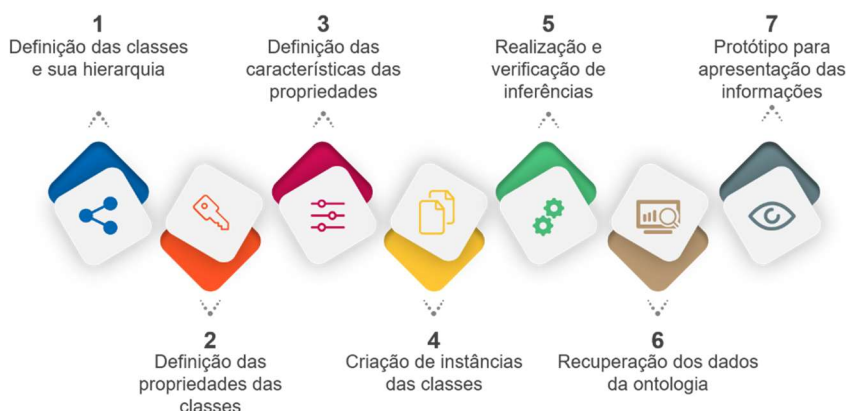 1
Definição das classes
e sua hierarquia
2
Definição das
propriedades das
classes
3
Definição das
características das
propriedades
4
Criação de instâncias
das classes
5
Realização e
verificação de
inferências
6
Recuperação dos dados
da ontologia
7
Protótipo para
apresentação das
informações